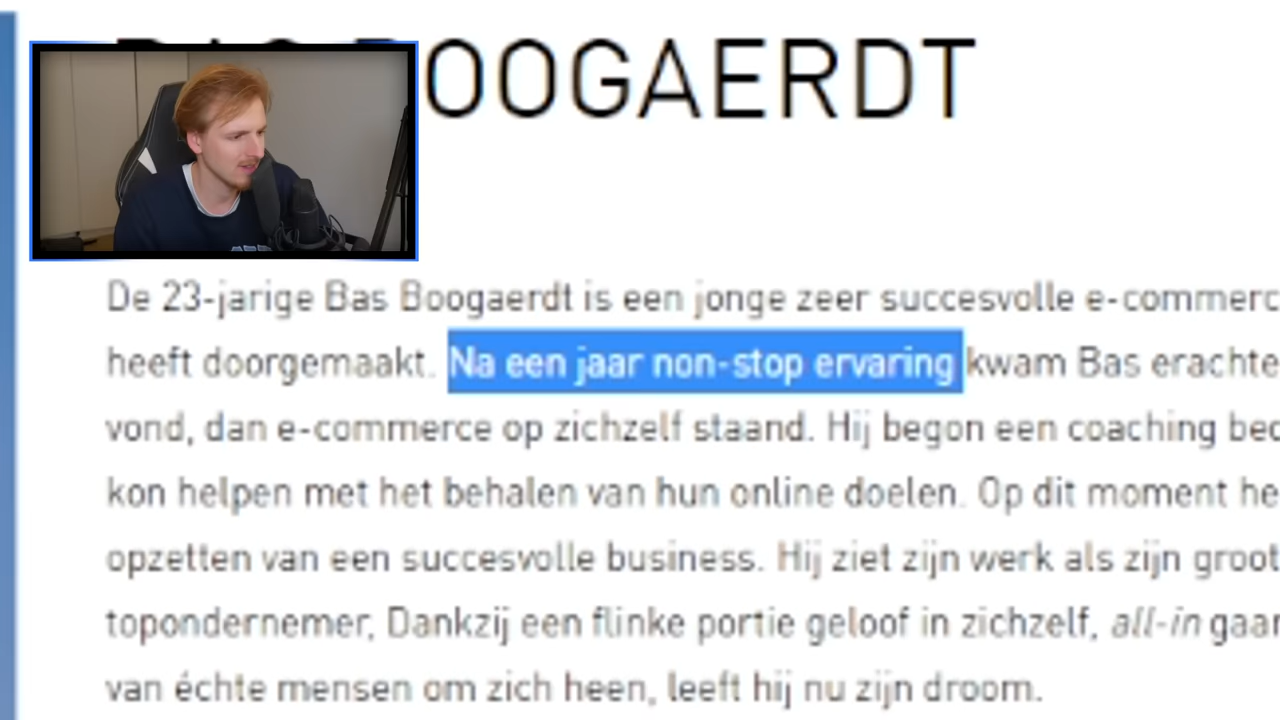 BOOGAERDT
De 23-jarige Bas Boogaerdt is een jonge zeer succesvolle e-commerc
heeft doorgemaakt. Na een jaar non-stop ervaring kwam Bas erachte
vond, dan e-commerce op zichzelf staand. Hij begon een coaching bed
kon helpen met het behalen van hun online doelen. Op dit moment he
opzetten van een succesvolle business. Hij ziet zijn werk als zijn groot
topondernemer, Dankzij een flinke portie geloof in zichzelf, all-in gaan
van échte mensen om zich heen, leeft hij nu zijn droom.